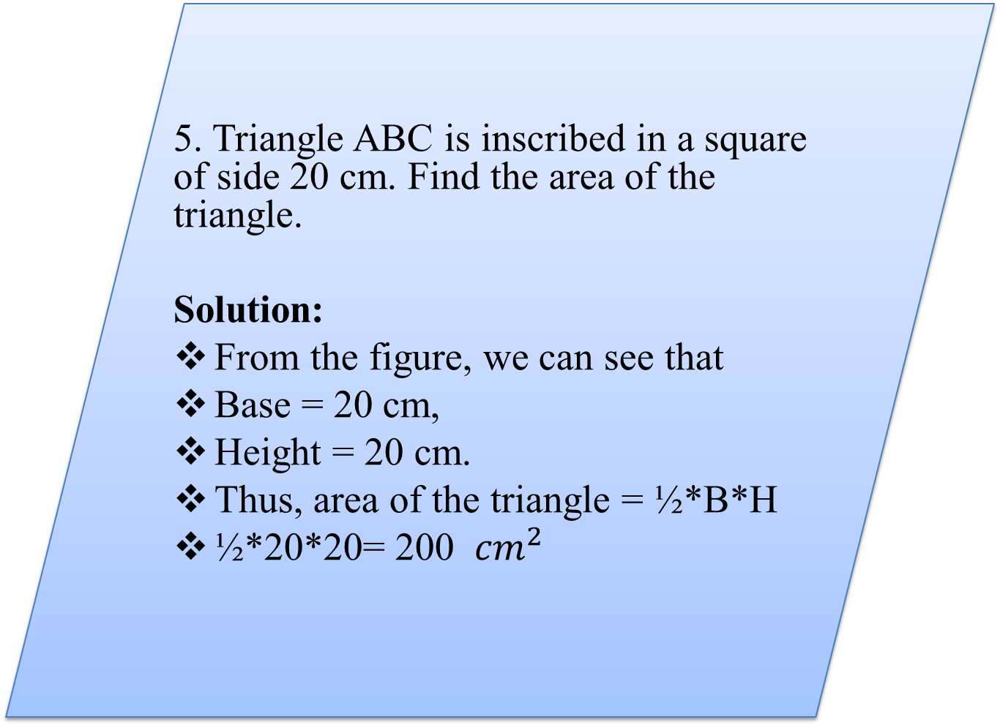 5. Triangle ABC is inscribed in a square
of side 20 cm. Find the area of the
triangle.
Solution:
❖ From the figure, we can see that
❖ Base = 20 cm,
❖ Height = 20 cm.
❖ Thus, area of the triangle = ½*B*H
❖ ½*20*20= 200 cm²